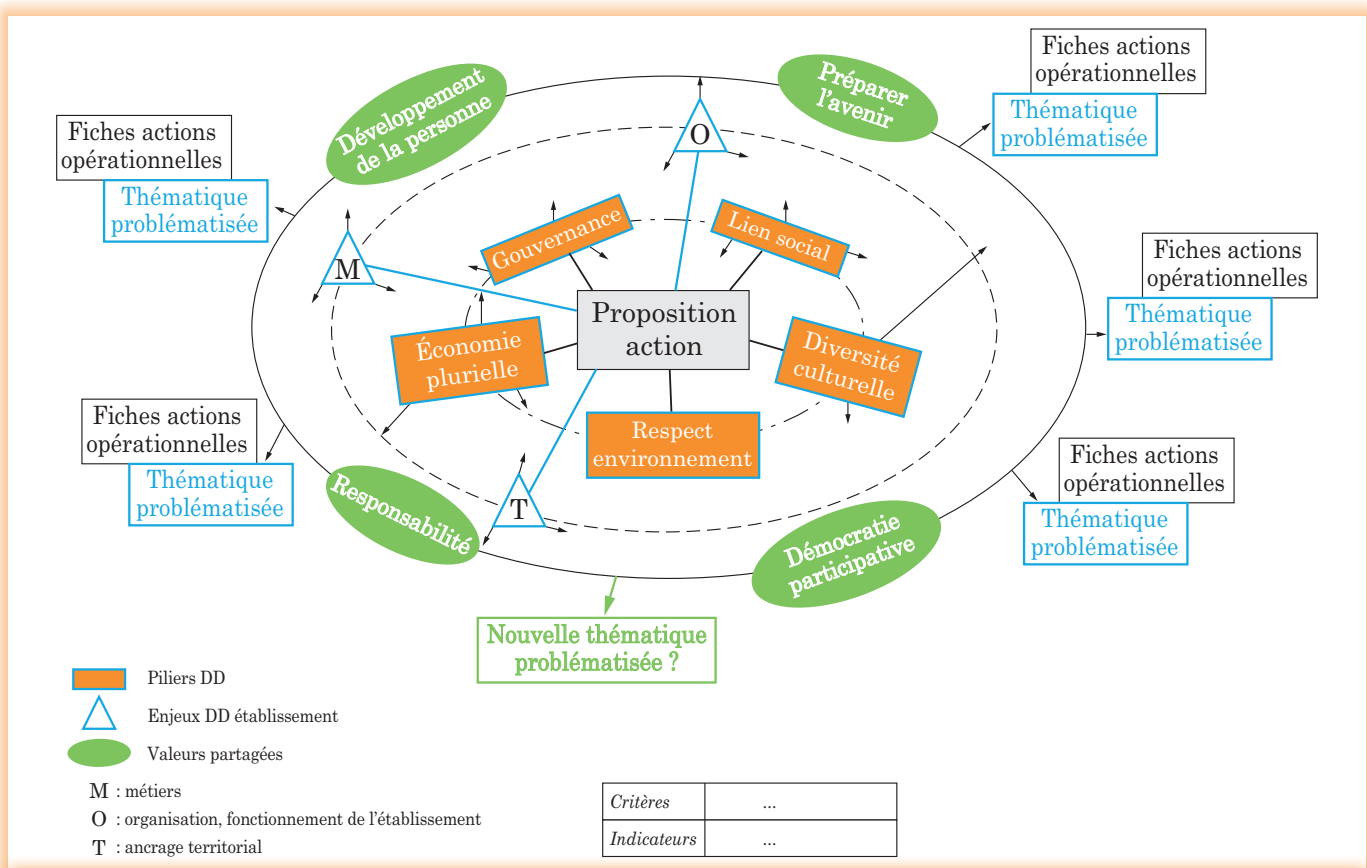 Fiches actions
opérationnelles
Thématique
problématisée
Préparer
l'avenir
Développement
de la personne
O
Fiches actions
opérationnelles
Thématique
problématisée
Gouvernance
Lien social
M
Fiches actions
opérationnelles
Thématique
problématisée
Proposition
action
Économie
plurielle
Diversité
culturelle
Respect
environnement
Fiches actions
opérationnelles
Thématique
problématisée
Fiches actions
opérationnelles
Thématique
problématisée
Responsabilité
T
Démocratie
participative
Nouvelle thématique
problématisée ?
Piliers DD
Enjeux DD établissement
Valeurs partagées
M : métiers
O : organisation, fonctionnement de l'établissement
T : ancrage territorial
Critères ...
Indicateurs ...